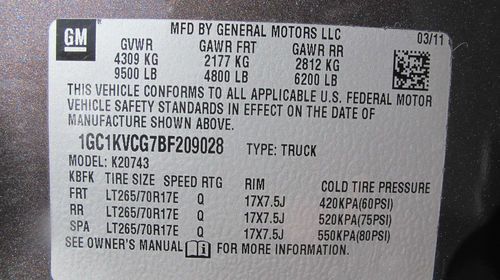 GM
MFD BY GENERAL MOTORS LLC
03/11
GVWR GAWR FRT GAWR RR
4309 KG 2177 KG 2812 KG
9500 LB 4800 LB 6200 LB
THIS VEHICLE CONFORMS TO ALL APPLICABLE U.S. FEDERAL MOTOR
VEHICLE SAFETY STANDARDS IN EFFECT ON THE DATE OF
MANUFACTURE SHOWN ABOVE.
1GC1KVCG7BF209028 TYPE: TRUCK
MODEL: K20743
KBFK TIRE SIZE SPEED RTG RIM COLD TIRE PRESSURE
FRT LT265/70R17E Q 17X7.5J 420KPA(60PSI)
RR LT265/70R17E Q 17X7.5J 520KPA(75PSI)
SPA LT265/70R17E Q 17X7.5J 550KPA(80PSI)
SEE OWNER'S MANUAL FOR MORE INFORMATION.